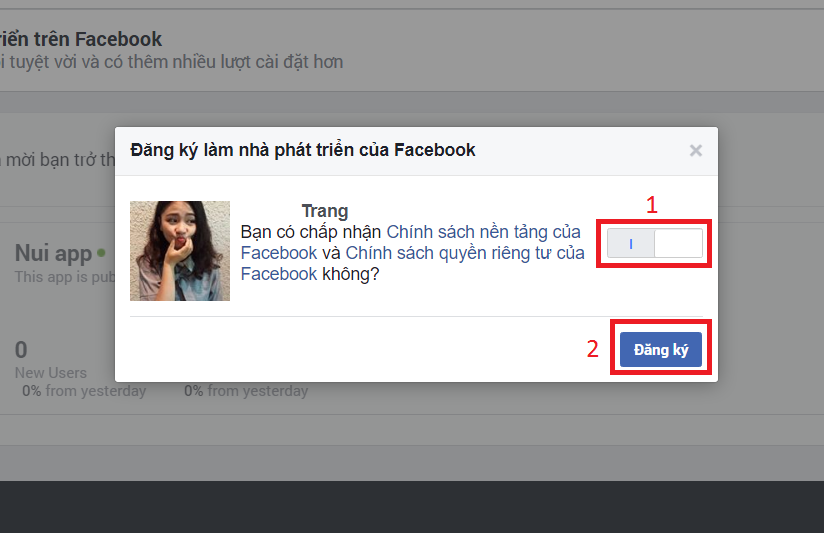 riển trên Facebook
i tuyệt vời và có thêm nhiều lượt cài đặt hơn
mời bạn trở th
Đăng ký làm nhà phát triển của Facebook ×
Trang
1
Bạn có chấp nhận Chính sách nền tảng của
Facebook và Chính sách quyền riêng tư của
Facebook không?
I
2
Đăng ký
Nui app
This app is pub
0
New Users
0% from yesterday 0% from yesterday